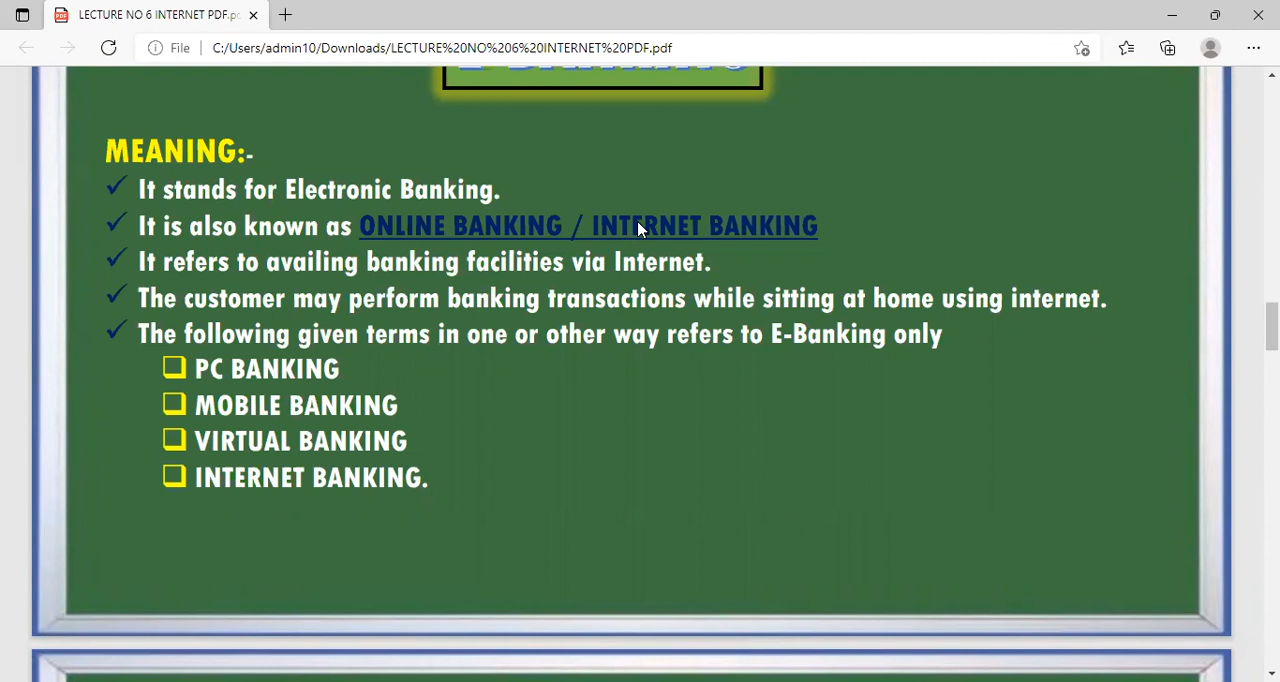 LECTURE NO 6 INTERNET PDF.p
File C:/Users/admin10/Downloads/LECTURE%20NO%206%20INTERNET%20PDF.pdf
E-BANKING
MEANING:-
It stands for Electronic Banking.
It is also known as ONLINE BANKING / INTERNET BANKING
It refers to availing banking facilities via Internet.
The customer may perform banking transactions while sitting at home using internet.
The following given terms in one or other way refers to E-Banking only
PC BANKING
MOBILE BANKING
VIRTUAL BANKING
INTERNET BANKING.